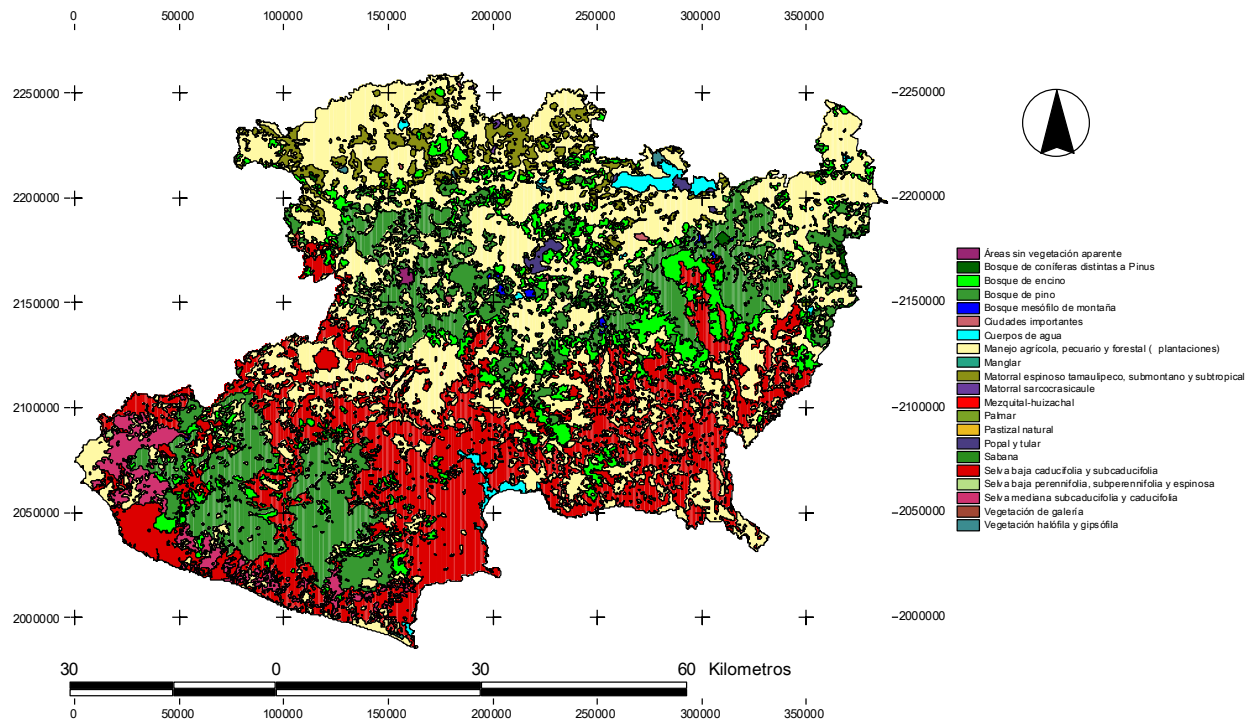 0 50000 100000 150000 200000 250000 300000 350000
2250000 2250000
2200000 2200000
Áreas sin vegetación aparente
Bosque de coníferas distintas a Pinus
Bosque de encino
Bosque de pino
Bosque mesófilo de montaña
Ciudades importantes
Cuerpos de agua
Manejo agrícola, pecuario y forestal ( plantaciones)
Manglar
Matorral espinoso tamaulipeco, submontano y subtropical
Matorral sarcocrasicaule
Mezquital-huizachal
Palmar
Pastizal natural
Popal y tular
Sabana
Selva baja caducifolia y subcaducifolia
Selva baja perennifolia, subperennifolia y espinosa
Selva mediana subcaducifolia y caducifolia
Vegetación de galería
Vegetación halófila y gipsófila
2150000 2150000
2100000 2100000
2050000 2050000
2000000 2000000
30 0 30 60 Kilometros
0 50000 100000 150000 200000 250000 300000 350000